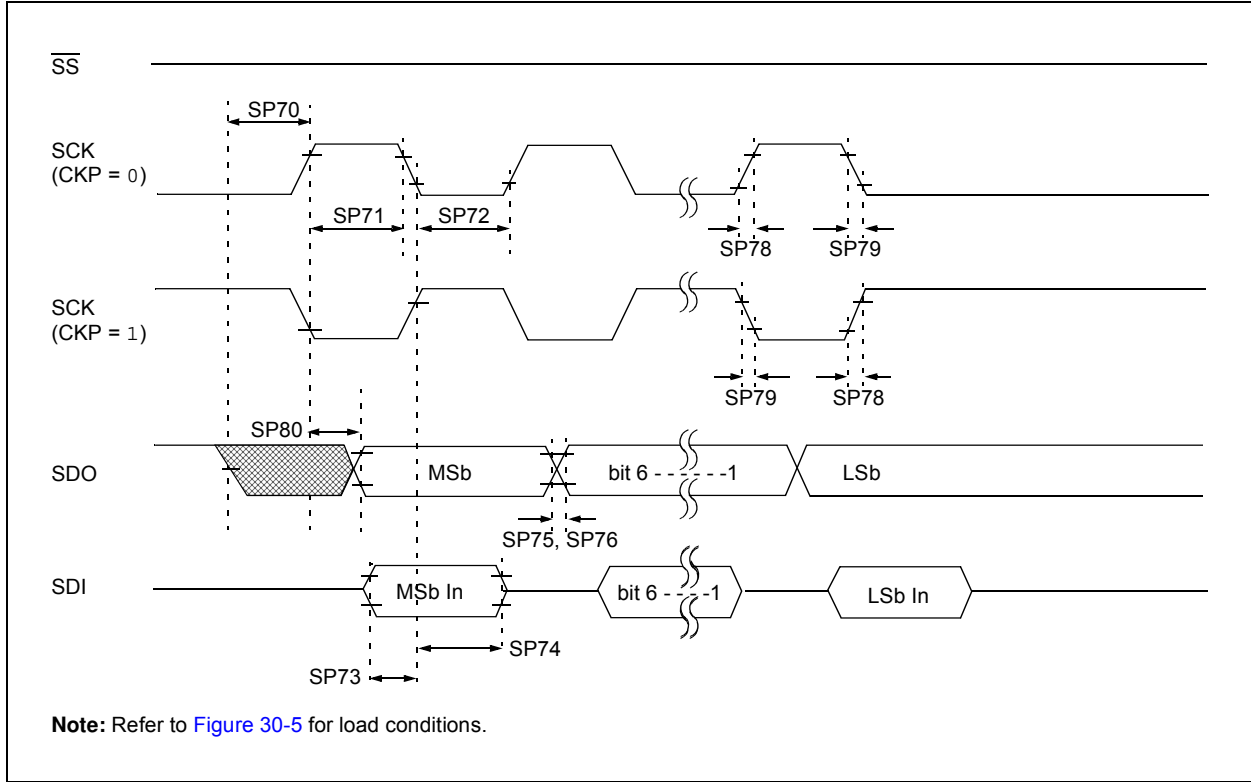 SS
SP70
SCK
(CKP = 0)
SP71
SP72
SP78
SP79
SCK
(CKP = 1)
SP79
SP78
SP80
SDO
MSb
bit 6 - - - - - - -1
LSb
SP75, SP76
SDI
MSb In
bit 6 - - - - -1
LSb In
SP74
SP73
Note: Refer to Figure 30-5 for load conditions.